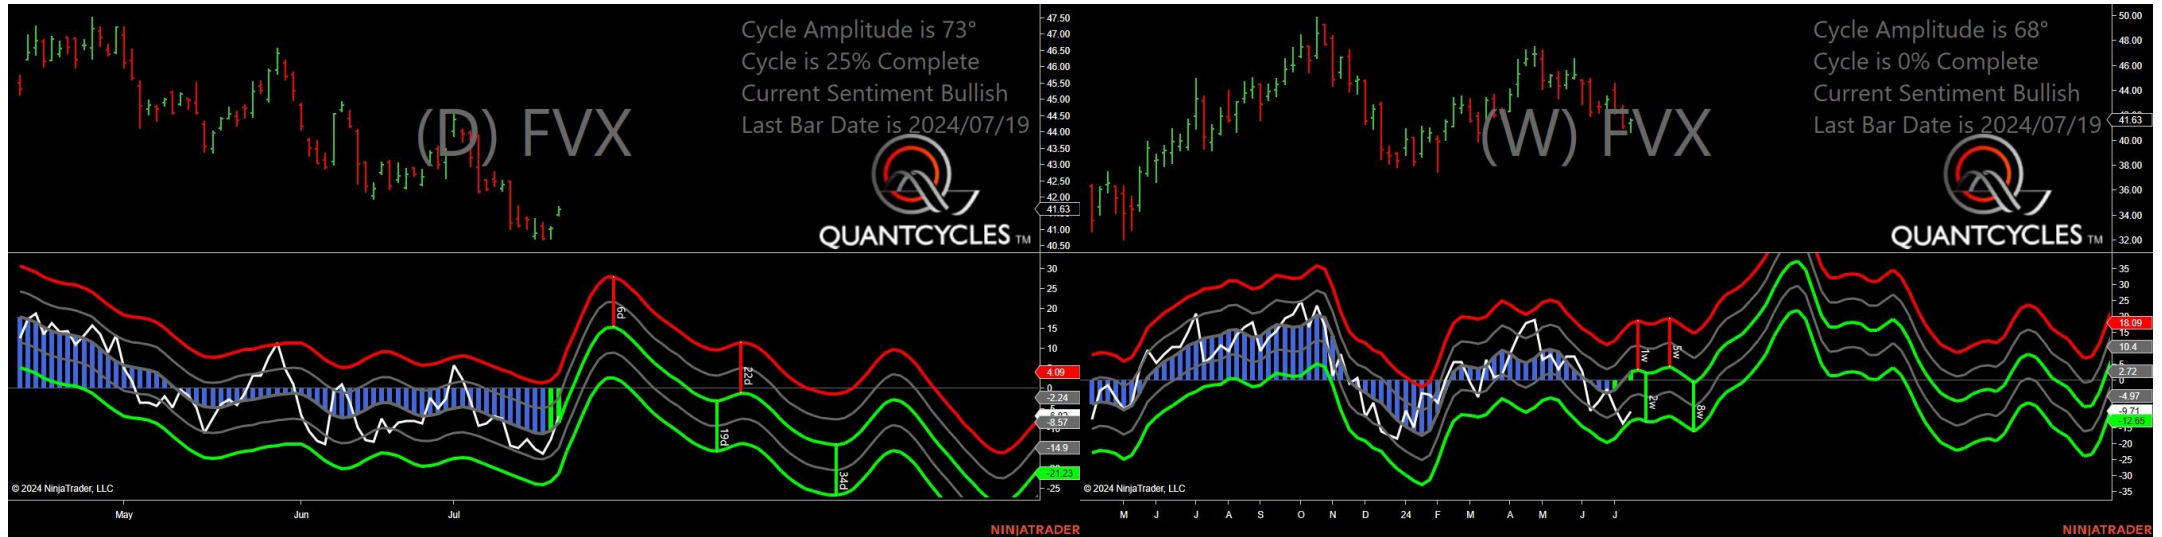 Cycle Amplitude is 73°
Cycle is 25% Complete
Current Sentiment Bullish
Last Bar Date is 2024/07/19
(D) FVX
QUANTCYCLES TM
47.50
47.00
46.00
45.50
45.00
44.50
44.00
43.50
43.00
42.50
42.00
41.63
41.00
40.50
30
25
20
15
10
4.09
0
-2.24
-8.57
-14.9
-21.23
-25
6d
22d
19d
34d
© 2024 NinjaTrader, LLC
May Jun Jul
NINJATRADER
Cycle Amplitude is 68°
Cycle is 0% Complete
Current Sentiment Bullish
Last Bar Date is 2024/07/19
(W) FVX
QUANTCYCLES TM
50.00
48.00
46.00
44.00
41.63
40.00
38.00
36.00
34.00
32.00
35
30
25
18.09
15
10.4
2.72
0
-4.97
-9.71
-12.65
-20
-25
-30
-35
1w
5w
2w
8w
© 2024 NinjaTrader, LLC
M J J A S O N D 24 F M A M J J
NINJATRADER